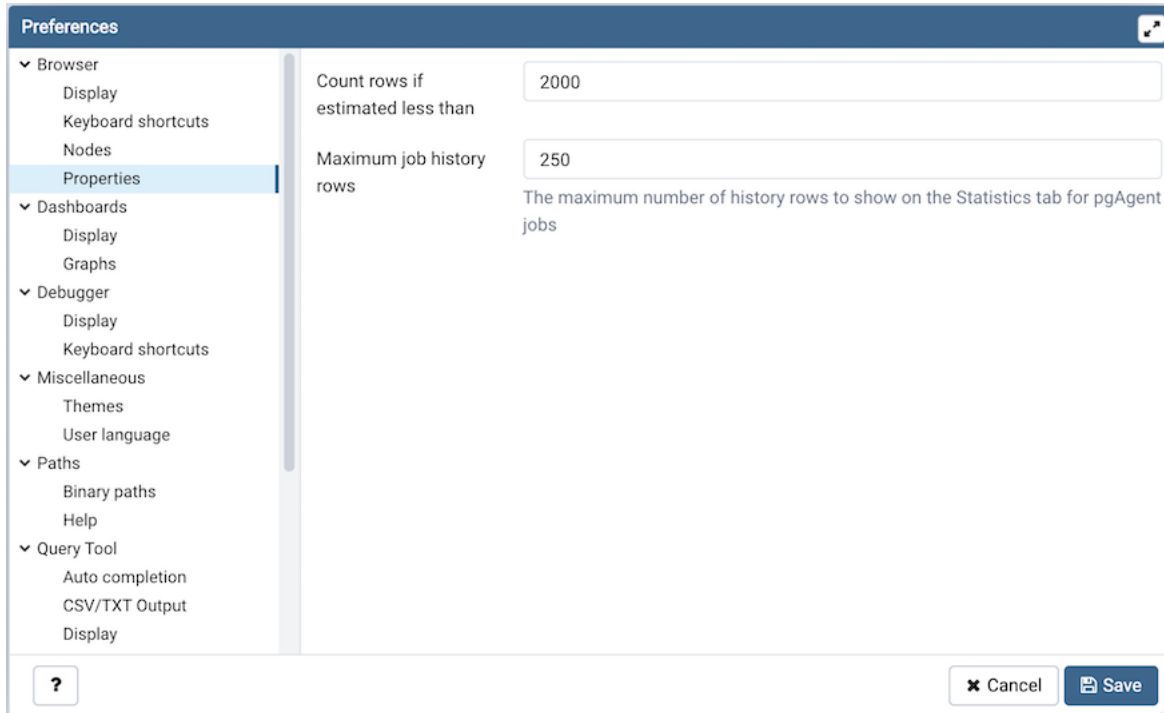 Preferences
Browser
Display
Keyboard shortcuts
Nodes
Properties
Dashboards
Display
Graphs
Debugger
Display
Keyboard shortcuts
Miscellaneous
Themes
User language
Paths
Binary paths
Help
Query Tool
Auto completion
CSV/TXT Output
Display
Count rows if
estimated less than
2000
Maximum job history
rows
250
The maximum number of history rows to show on the Statistics tab for pgAgent
jobs
?
Cancel
Save